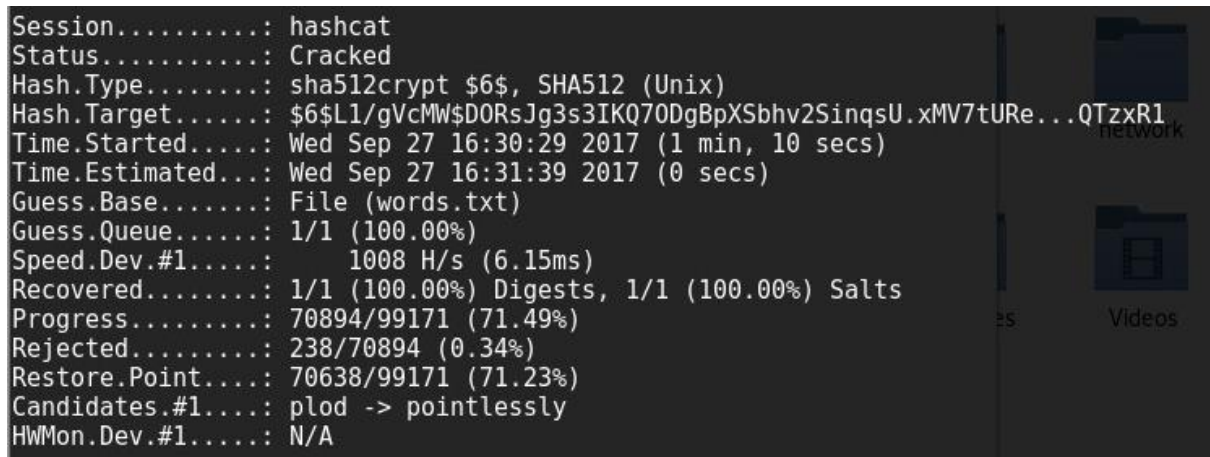 Session..........: hashcat
Status...........: Cracked
Hash.Type........: sha512crypt $6$, SHA512 (Unix)
Hash.Target......: $6$L1/gVcMW$DORsJg3s3IKQ7ODgBpXSbhv2SinqsU.xMV7tURe...QTzxR1
Time.Started.....: Wed Sep 27 16:30:29 2017 (1 min, 10 secs)
Time.Estimated...: Wed Sep 27 16:31:39 2017 (0 secs)
Guess.Base.......: File (words.txt)
Guess.Queue......: 1/1 (100.00%)
Speed.Dev.#1.....:     1008 H/s (6.15ms)
Recovered........: 1/1 (100.00%) Digests, 1/1 (100.00%) Salts
Progress.........: 70894/99171 (71.49%)
Rejected.........: 238/70894 (0.34%)
Restore.Point....: 70638/99171 (71.23%)
Candidates.#1....: plod -> pointlessly
HWMon.Dev.#1.....: N/A
network
es
Videos